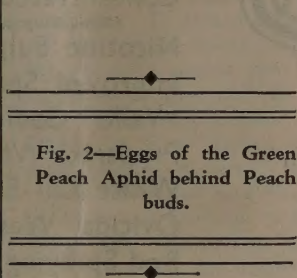 Fig. 2—Eggs of the Green
Peach Aphid behind Peach
buds.